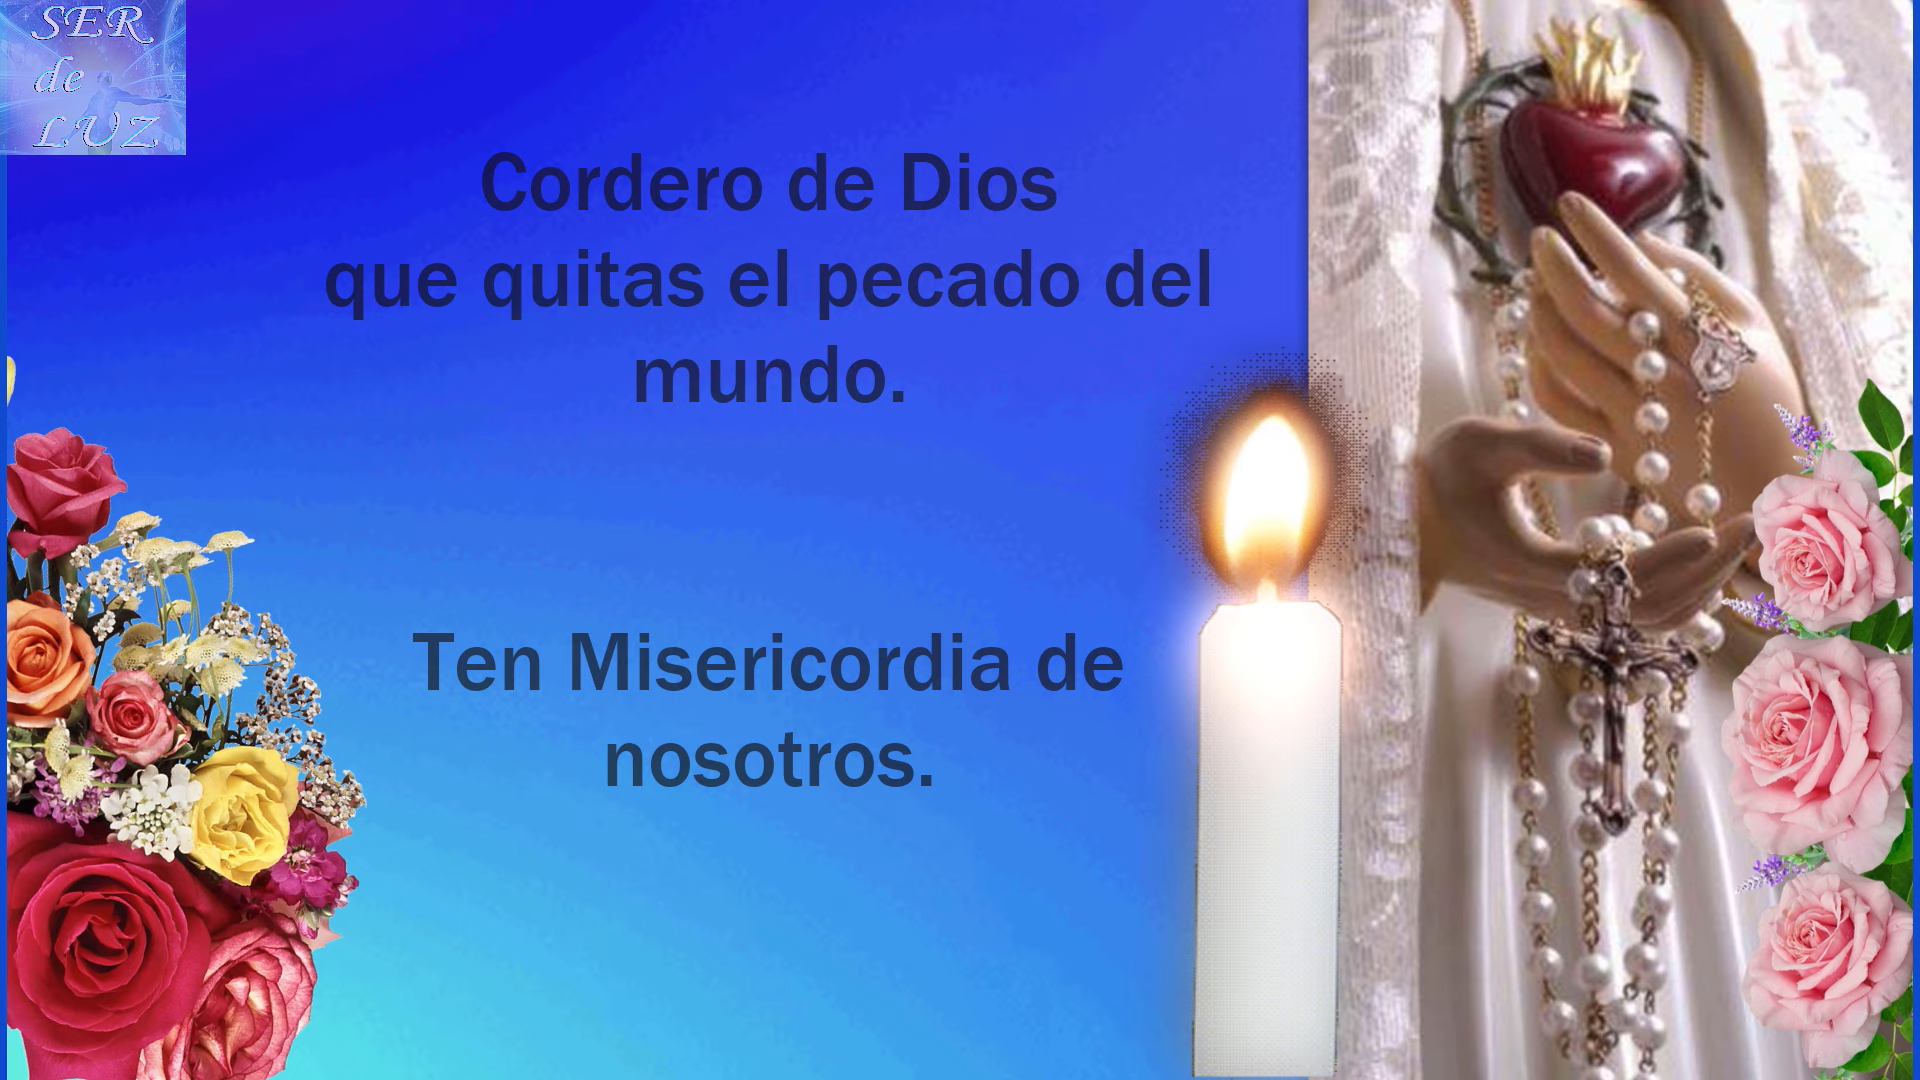 SER
de
LUZ
Cordero de Dios
que quitas el pecado del
mundo.
Ten Misericordia de
nosotros.